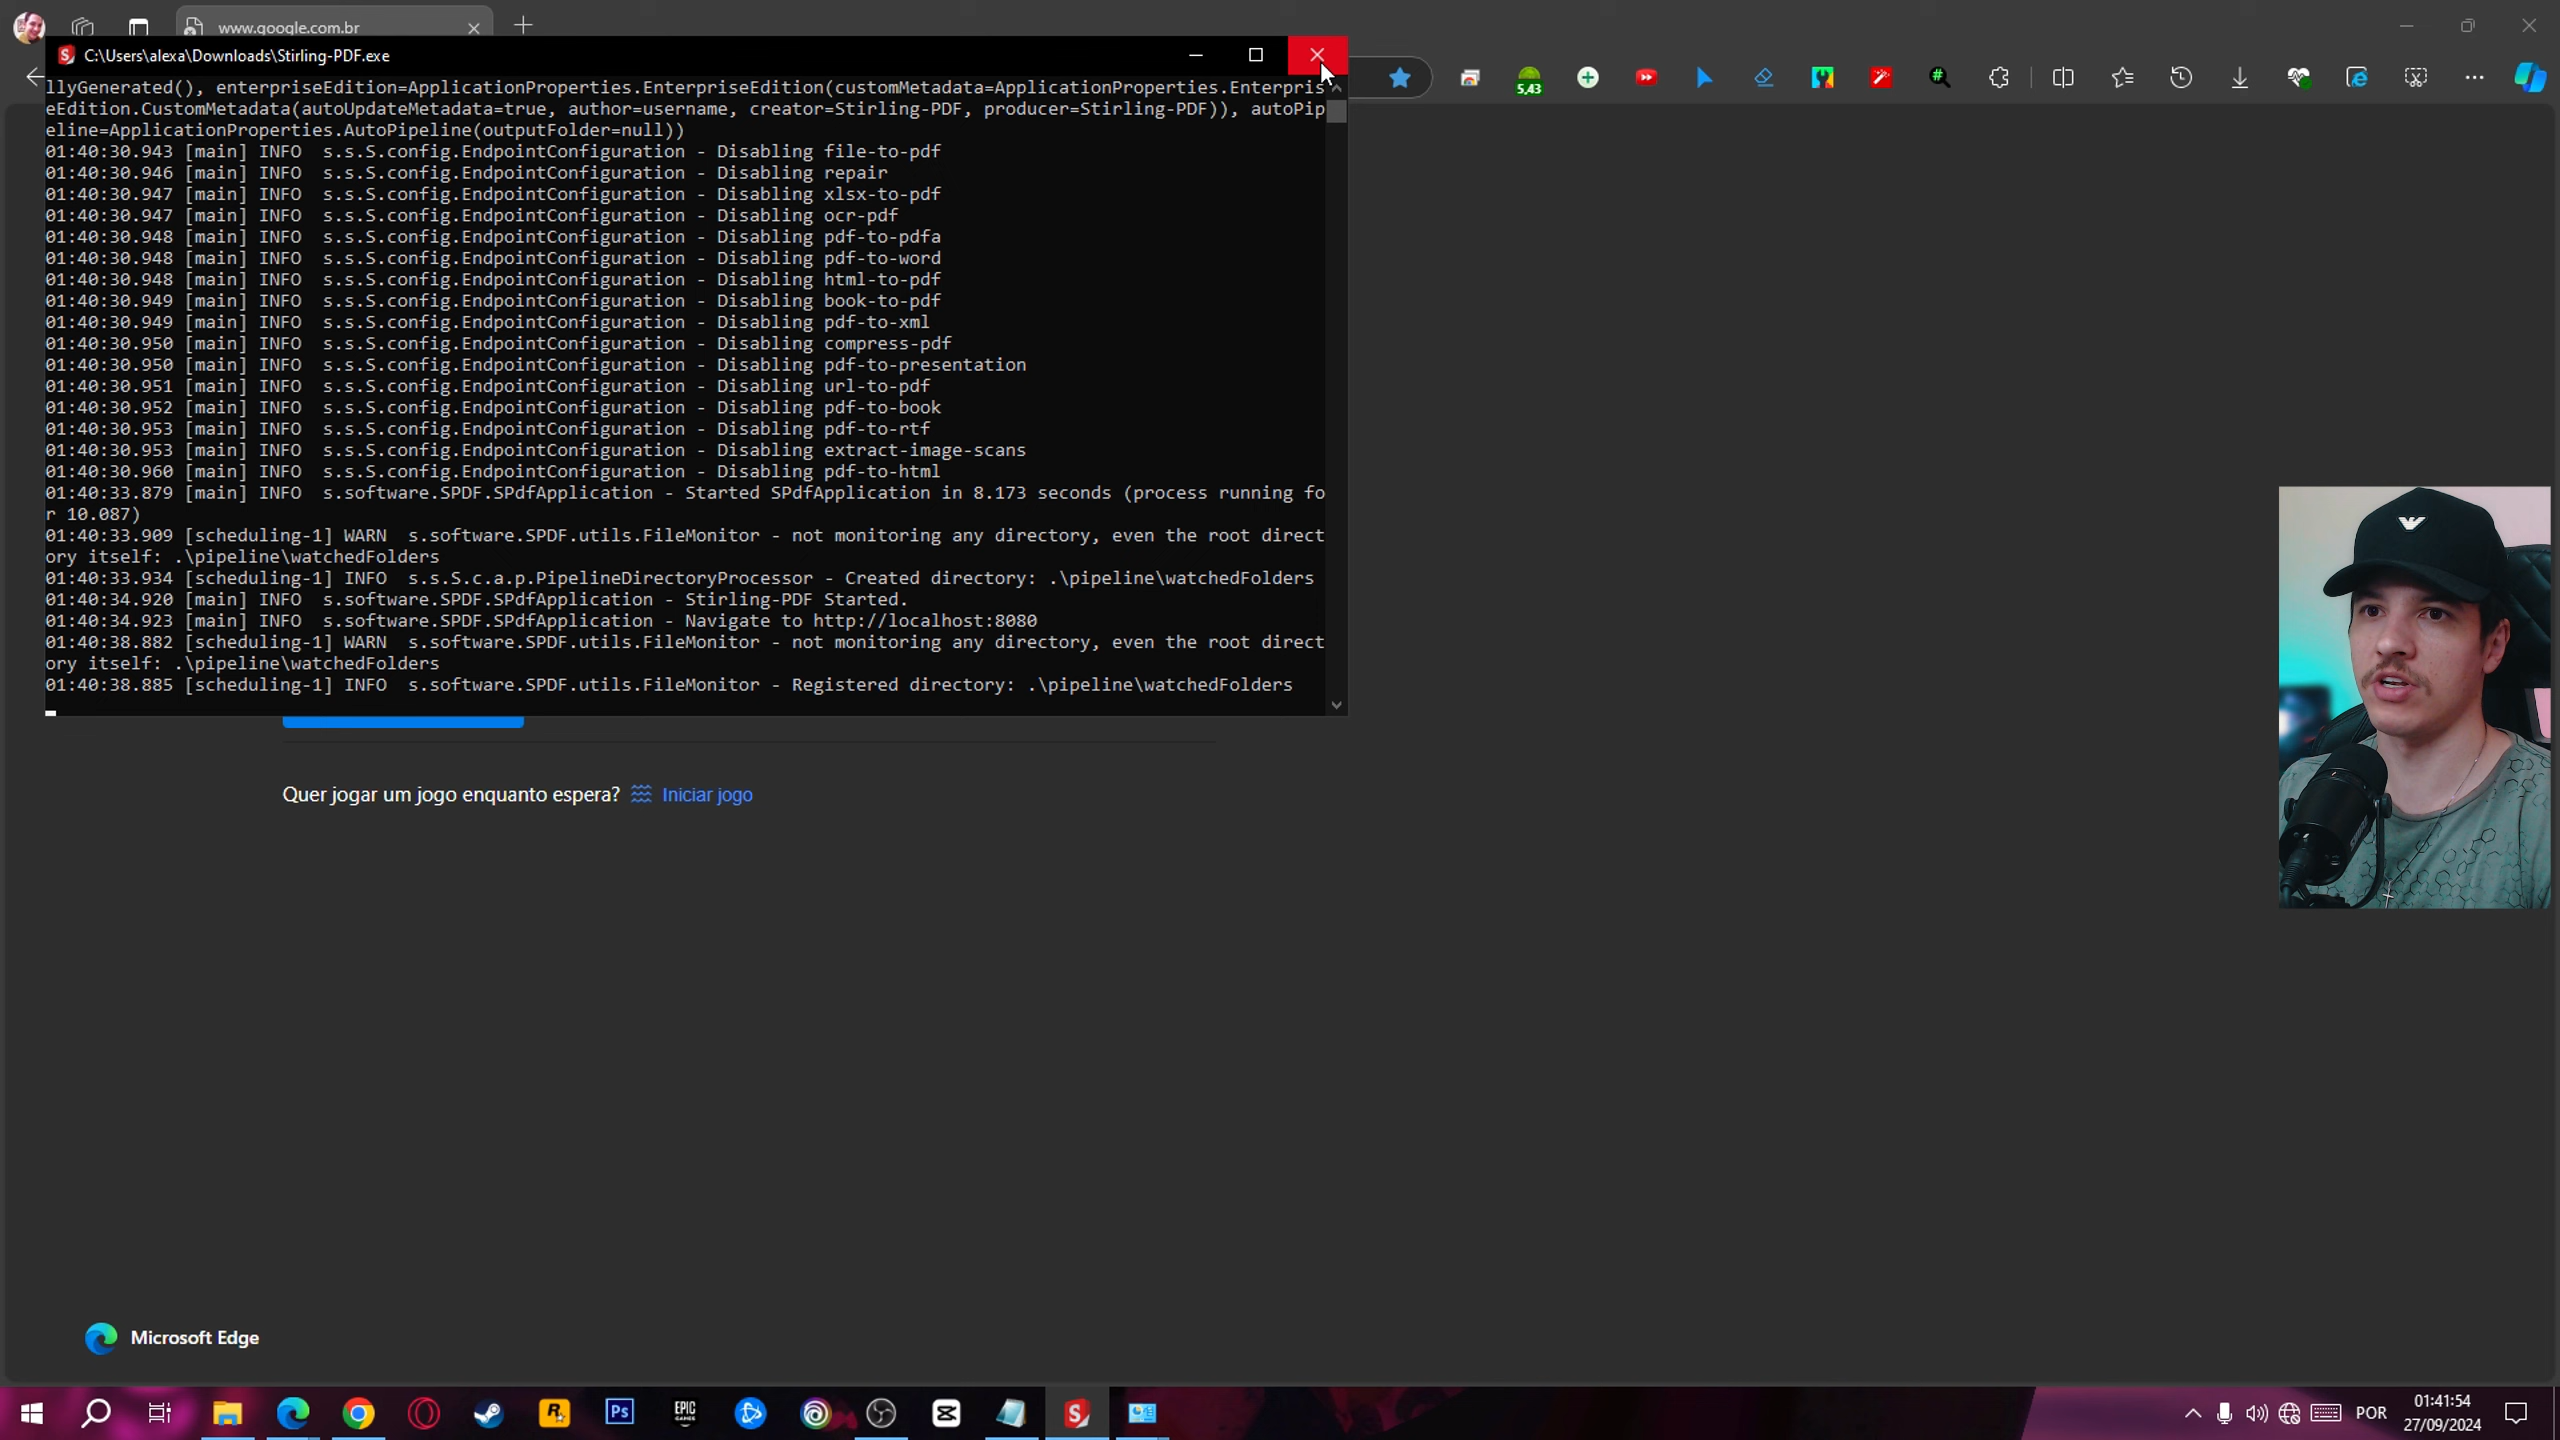 www.google.com.br
C:\Users\alexa\Downloads\Stirling-PDF.exe
llyGenerated(), enterpriseEdition=ApplicationProperties.EnterpriseEdition(customMetadata=ApplicationProperties.Enterpris
eEdition.CustomMetadata(autoUpdateMetadata=true, author=username, creator=Stirling-PDF, producer=Stirling-PDF)), autoPip
eline=ApplicationProperties.AutoPipeline(outputFolder=null))
01:40:30.943 [main] INFO  s.s.S.config.EndpointConfiguration - Disabling file-to-pdf
01:40:30.946 [main] INFO  s.s.S.config.EndpointConfiguration - Disabling repair
01:40:30.947 [main] INFO  s.s.S.config.EndpointConfiguration - Disabling xlsx-to-pdf
01:40:30.947 [main] INFO  s.s.S.config.EndpointConfiguration - Disabling ocr-pdf
01:40:30.948 [main] INFO  s.s.S.config.EndpointConfiguration - Disabling pdf-to-pdfa
01:40:30.948 [main] INFO  s.s.S.config.EndpointConfiguration - Disabling pdf-to-word
01:40:30.948 [main] INFO  s.s.S.config.EndpointConfiguration - Disabling html-to-pdf
01:40:30.949 [main] INFO  s.s.S.config.EndpointConfiguration - Disabling book-to-pdf
01:40:30.949 [main] INFO  s.s.S.config.EndpointConfiguration - Disabling pdf-to-xml
01:40:30.950 [main] INFO  s.s.S.config.EndpointConfiguration - Disabling compress-pdf
01:40:30.950 [main] INFO  s.s.S.config.EndpointConfiguration - Disabling pdf-to-presentation
01:40:30.951 [main] INFO  s.s.S.config.EndpointConfiguration - Disabling url-to-pdf
01:40:30.952 [main] INFO  s.s.S.config.EndpointConfiguration - Disabling pdf-to-book
01:40:30.953 [main] INFO  s.s.S.config.EndpointConfiguration - Disabling pdf-to-rtf
01:40:30.953 [main] INFO  s.s.S.config.EndpointConfiguration - Disabling extract-image-scans
01:40:30.960 [main] INFO  s.s.S.config.EndpointConfiguration - Disabling pdf-to-html
01:40:33.879 [main] INFO  s.software.SPDF.SPdfApplication - Started SPdfApplication in 8.173 seconds (process running fo
r 10.087)
01:40:33.909 [scheduling-1] WARN  s.software.SPDF.utils.FileMonitor - not monitoring any directory, even the root direct
ory itself: .\pipeline\watchedFolders
01:40:33.934 [scheduling-1] INFO  s.s.S.c.a.p.PipelineDirectoryProcessor - Created directory: .\pipeline\watchedFolders
01:40:34.920 [main] INFO  s.software.SPDF.SPdfApplication - Stirling-PDF Started.
01:40:34.923 [main] INFO  s.software.SPDF.SPdfApplication - Navigate to http://localhost:8080
01:40:38.882 [scheduling-1] WARN  s.software.SPDF.utils.FileMonitor - not monitoring any directory, even the root direct
ory itself: .\pipeline\watchedFolders
01:40:38.885 [scheduling-1] INFO  s.software.SPDF.utils.FileMonitor - Registered directory: .\pipeline\watchedFolders
5,43
Quer jogar um jogo enquanto espera? Iniciar jogo
Microsoft Edge
Ps
EPIC
GAMES
POR
01:41:54
27/09/2024